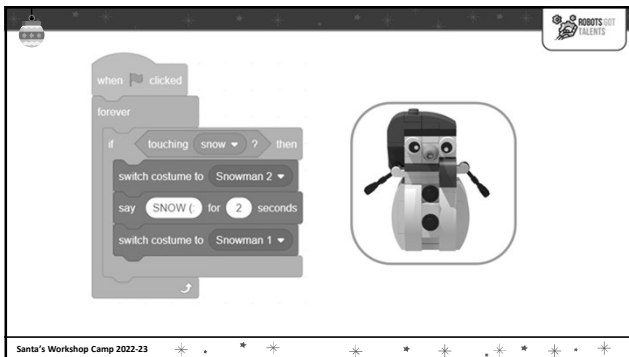 ROBOTS GOT
TALENTS
when clicked
forever
if touching snow ? then
switch costume to Snowman 2
say SNOW (: for 2 seconds
switch costume to Snowman 1
Santa's Workshop Camp 2022-23